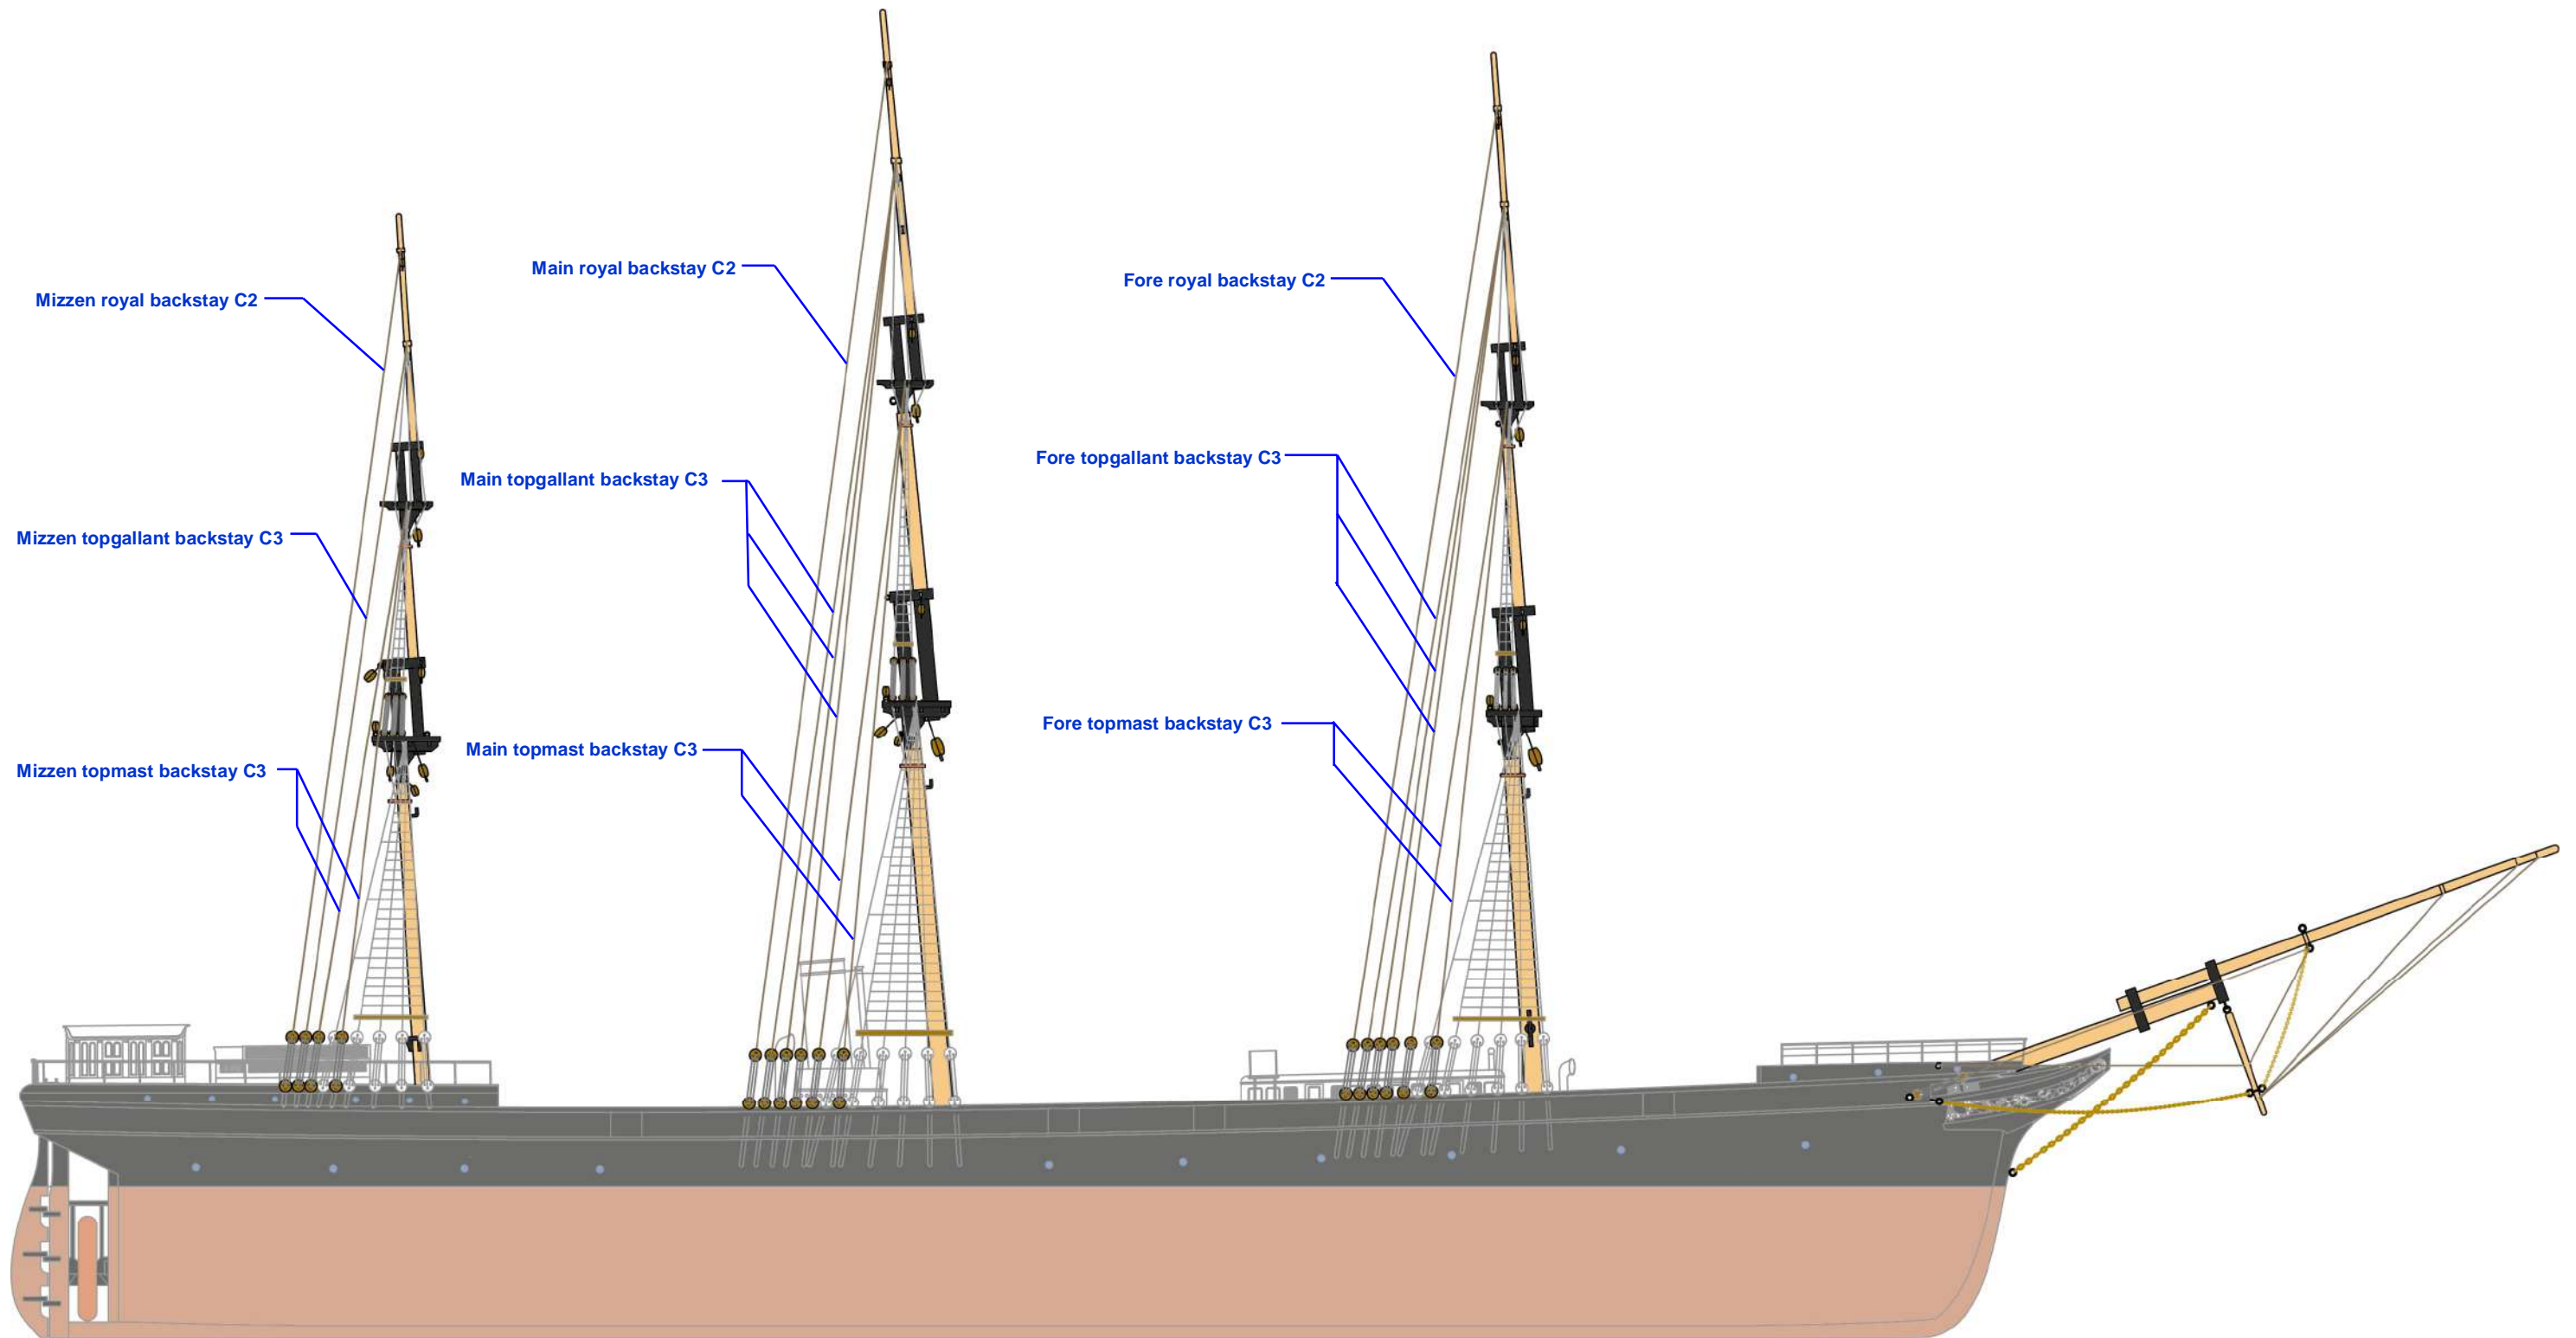 Main royal backstay C2
Fore royal backstay C2
Mizzen royal backstay C2
Fore topgallant backstay C3
Main topgallant backstay C3
Mizzen topgallant backstay C3
Fore topmast backstay C3
Main topmast backstay C3
Mizzen topmast backstay C3